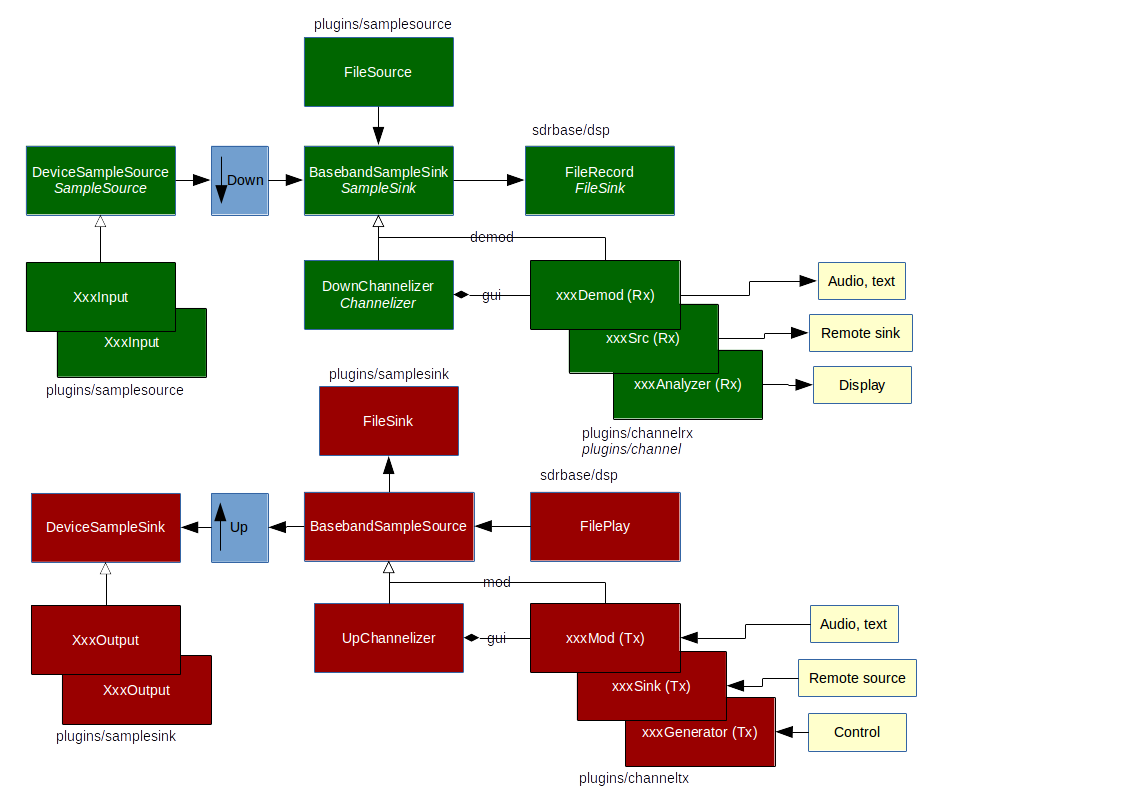 plugins/samplesource
FileSource
sdrbase/dsp
DeviceSampleSource
SampleSource
Down
BasebandSampleSink
SampleSink
FileRecord
FileSink
demod
XxxInput
XxxInput
plugins/samplesource
DownChannelizer
Channelizer
gui
xxxDemod (Rx)
xxxSrc (Rx)
xxxAnalyzer (Rx)
Audio, text
Remote sink
Display
plugins/channelrx
plugins/channel
plugins/samplesink
FileSink
sdrbase/dsp
DeviceSampleSink
Up
BasebandSampleSource
FilePlay
mod
XxxOutput
XxxOutput
plugins/samplesink
UpChannelizer
gui
xxxMod (Tx)
xxxSink (Tx)
xxxGenerator (Tx)
Audio, text
Remote source
Control
plugins/channeltx